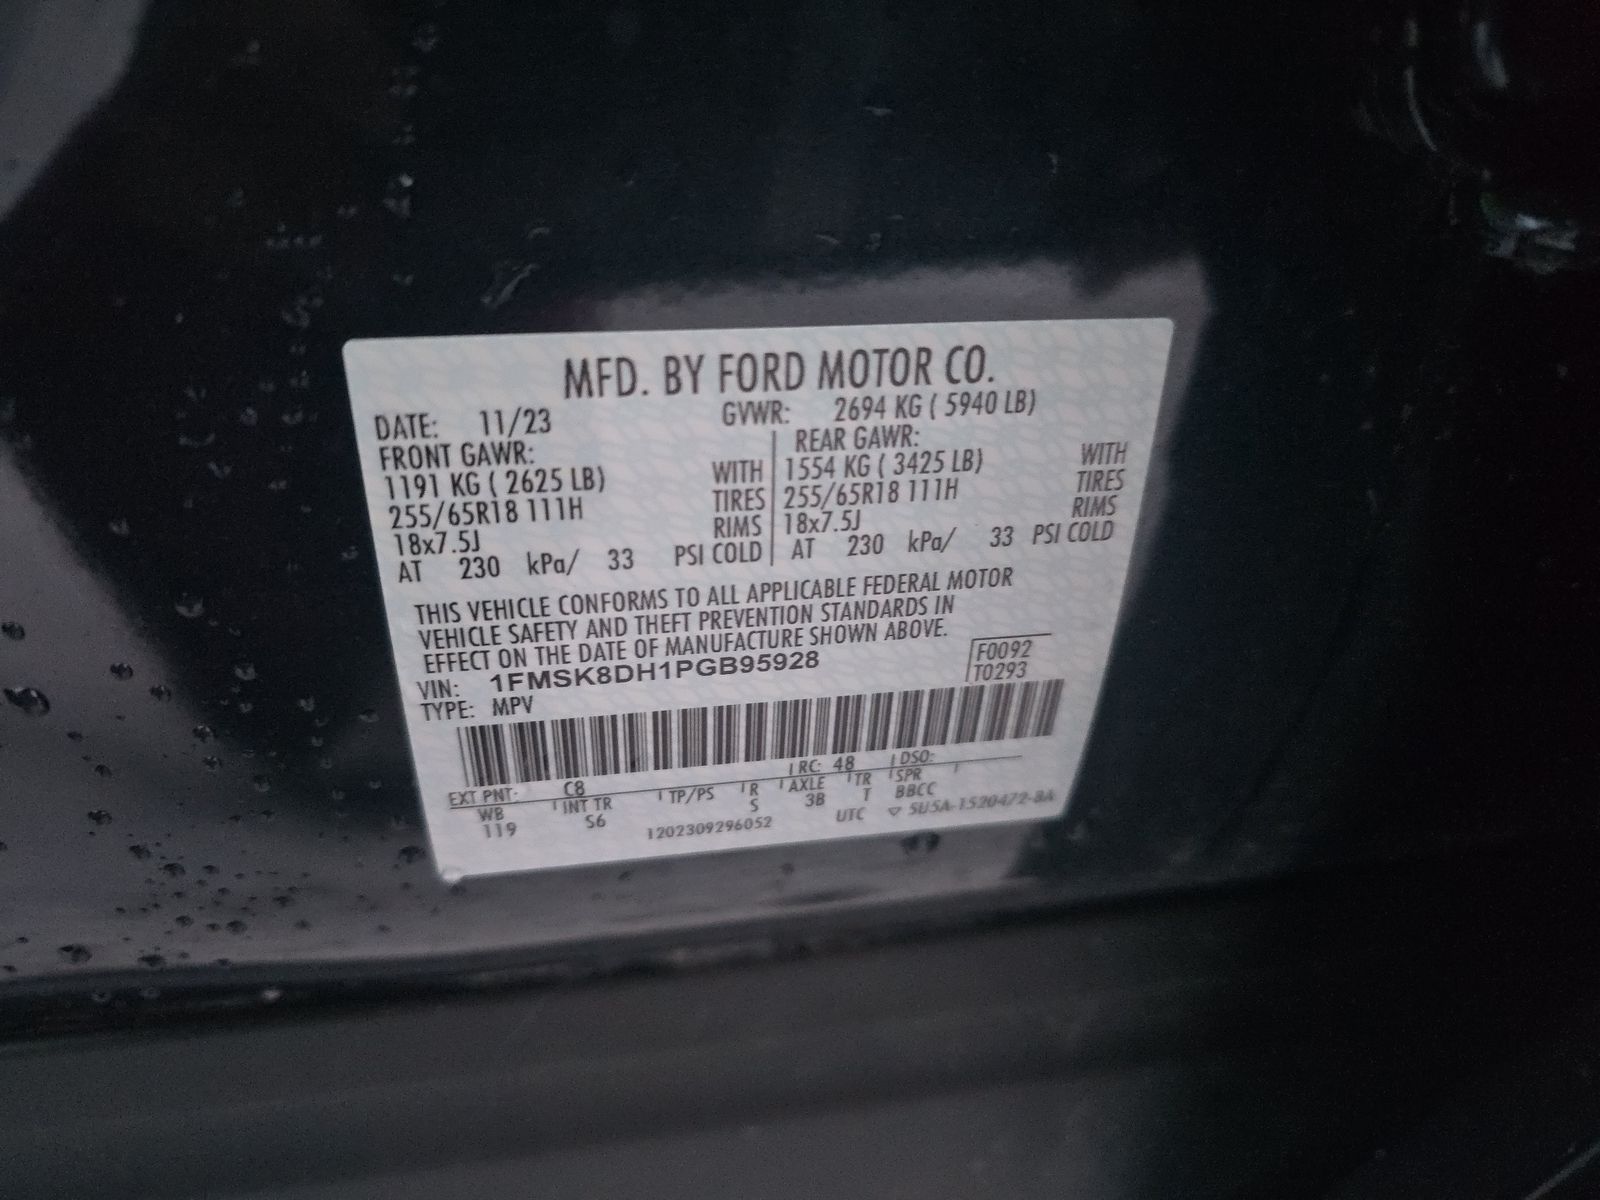 MFD. BY FORD MOTOR CO.
DATE: 11/23 GVWR: 2694 KG ( 5940 LB)
FRONT GAWR: REAR GAWR:
1191 KG ( 2625 LB) WITH 1554 KG ( 3425 LB) WITH
255/65R18 111H TIRES 255/65R18 111H TIRES
18x7.5J RIMS 18x7.5J RIMS
AT 230 kPa/ 33 PSI COLD AT 230 kPa/ 33 PSI COLD
THIS VEHICLE CONFORMS TO ALL APPLICABLE FEDERAL MOTOR
VEHICLE SAFETY AND THEFT PREVENTION STANDARDS IN
EFFECT ON THE DATE OF MANUFACTURE SHOWN ABOVE.
VIN: 1FMSK8DH1PGB95928 F0092
TYPE: MPV T0293
EXT PNT: C8 RC: 48 DSO:
WB INT TR TP/PS R AXLE TR SPR
119 S6 S 3B T BBCC
1202309296052 UTC ▽ 5U5A-1520472-BA